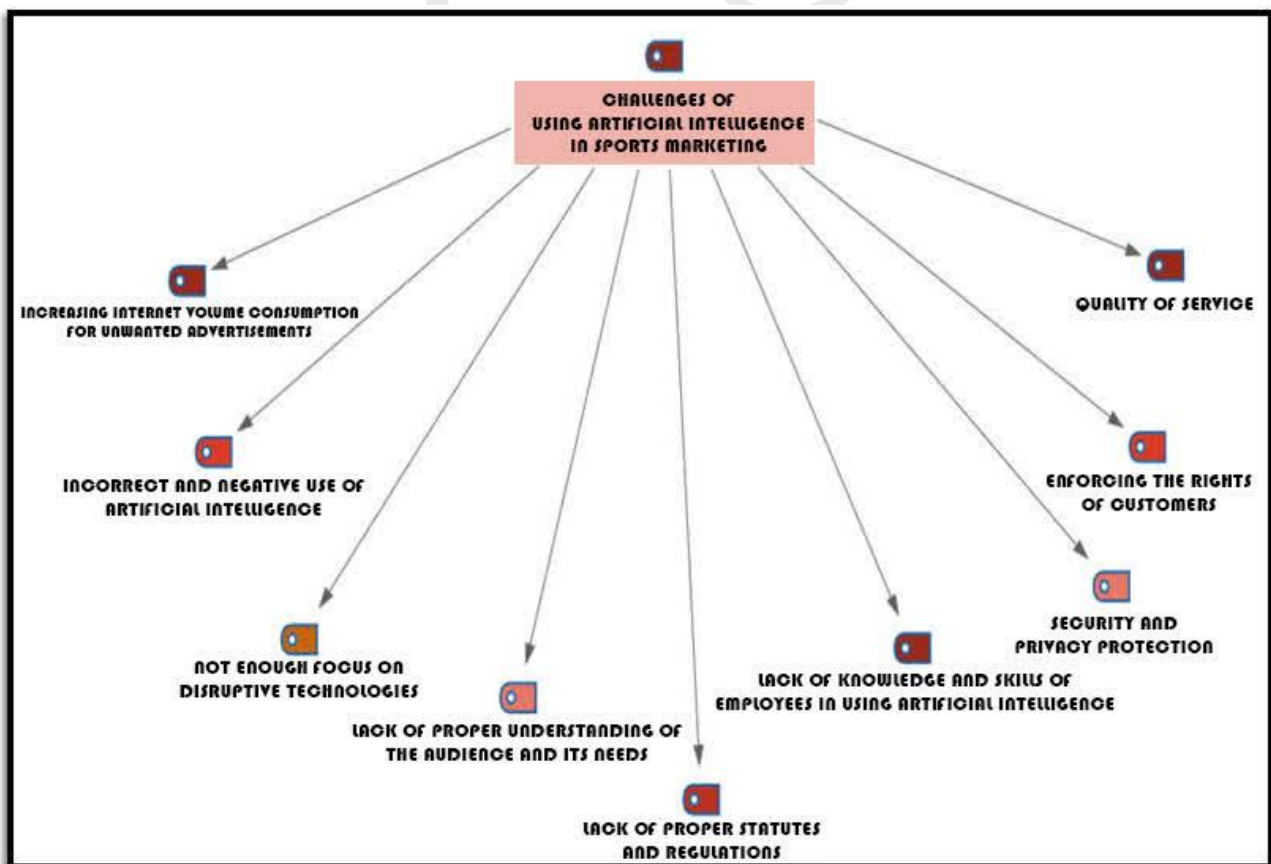 CHALLENGES OF
USING ARTIFICIAL INTELLIGENCE
IN SPORTS MARKETING
INCREASING INTERNET VOLUME CONSUMPTION
FOR UNWANTED ADVERTISEMENTS
QUALITY OF SERVICE
INCORRECT AND NEGATIVE USE OF
ARTIFICIAL INTELLIGENCE
ENFORCING THE RIGHTS
OF CUSTOMERS
NOT ENOUGH FOCUS ON
DISRUPTIVE TECHNOLOGIES
SECURITY AND
PRIVACY PROTECTION
LACK OF PROPER UNDERSTANDING OF
THE AUDIENCE AND ITS NEEDS
LACK OF KNOWLEDGE AND SKILLS OF
EMPLOYEES IN USING ARTIFICIAL INTELLIGENCE
LACK OF PROPER STATUTES
AND REGULATIONS